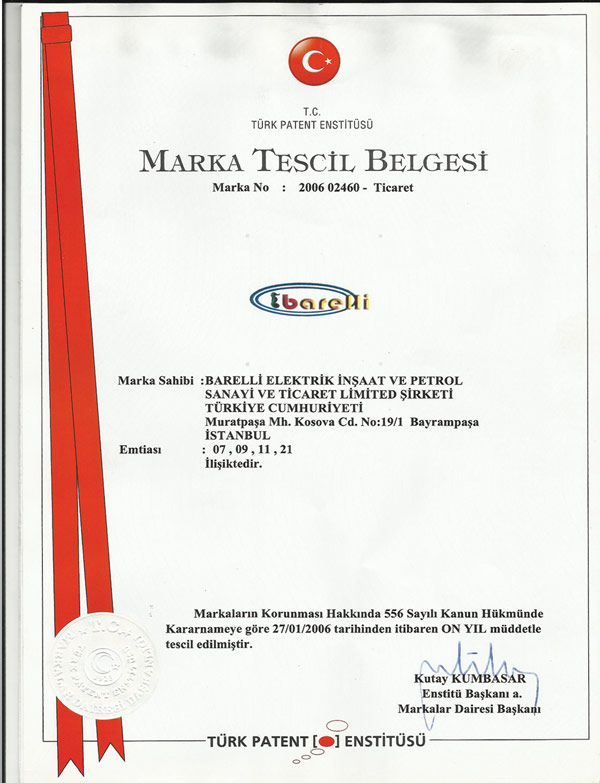 T.C.
TÜRK PATENT ENSTİTÜSÜ
MARKA TESCİL BELGESİ
Marka No : 2006 02460 - Ticaret
barelli
Marka Sahibi : BARELLİ ELEKTRİK İNŞAAT VE PETROL
SANAYİ VE TİCARET LİMİTED ŞİRKETİ
TÜRKİYE CUMHURİYETİ
Muratpaşa Mh. Kosova Cd. No:19/1 Bayrampaşa
İSTANBUL
Emtiası : 07 , 09 , 11 , 21
İlişiktedir.
Markaların Korunması Hakkında 556 Sayılı Kanun Hükmünde
Kararnameye göre 27/01/2006 tarihinden itibaren ON YIL müddetle
tescil edilmiştir.
Kutay KUMBASAR
Enstitü Başkanı a.
Markalar Dairesi Başkanı
T.C.
TÜRK PATENT ENSTİTÜSÜ